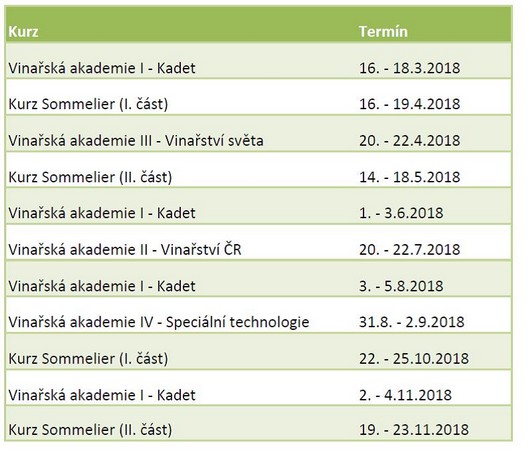 Kurz Termín
Vinařská akademie I - Kadet 16. - 18.3.2018
Kurz Sommelier (I. část) 16. - 19.4.2018
Vinařská akademie III - Vinařství světa 20. - 22.4.2018
Kurz Sommelier (II. část) 14. - 18.5.2018
Vinařská akademie I - Kadet 1. - 3.6.2018
Vinařská akademie II - Vinařství ČR 20. - 22.7.2018
Vinařská akademie I - Kadet 3. - 5.8.2018
Vinařská akademie IV - Speciální technologie 31.8. - 2.9.2018
Kurz Sommelier (I. část) 22. - 25.10.2018
Vinařská akademie I - Kadet 2. - 4.11.2018
Kurz Sommelier (II. část) 19. - 23.11.2018